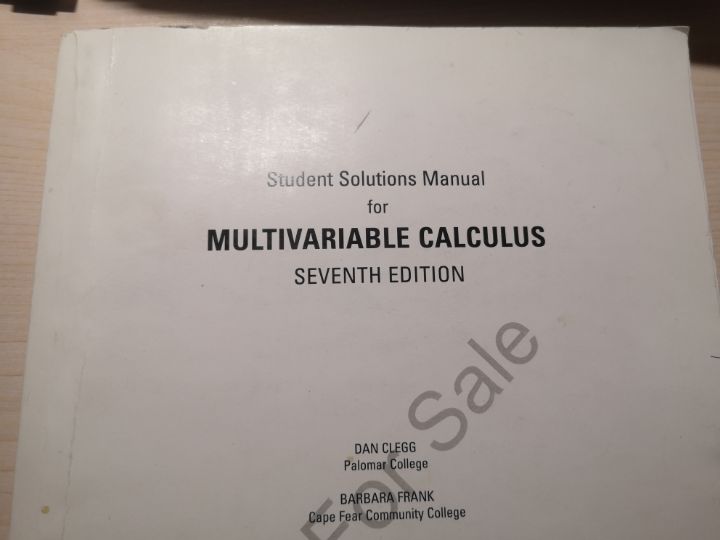 Student Solutions Manual
for
MULTIVARIABLE CALCULUS
SEVENTH EDITION
For Sale
DAN CLEGG
Palomar College
BARBARA FRANK
Cape Fear Community College